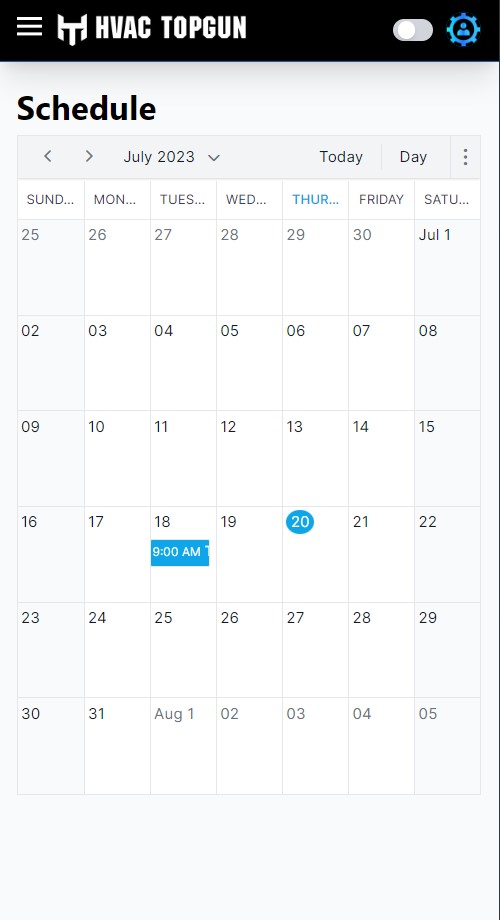 HVAC TOPGUN
Schedule
July 2023 Today Day
SUND... MON... TUES... WED... THUR... FRIDAY SATU...
25 26 27 28 29 30 Jul 1
02 03 04 05 06 07 08
09 10 11 12 13 14 15
16 17 18 19 20 21 22
9:00 AM
23 24 25 26 27 28 29
30 31 Aug 1 02 03 04 05